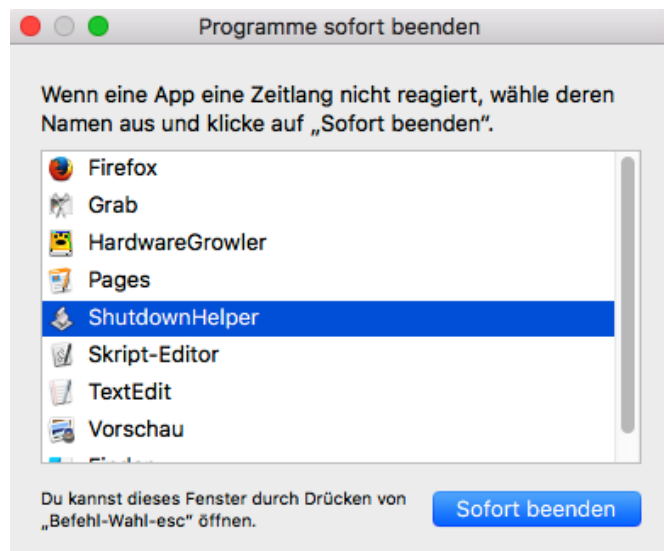 Programme sofort beenden
Wenn eine App eine Zeitlang nicht reagiert, wähle deren
Namen aus und klicke auf „Sofort beenden“.
Firefox
Grab
HardwareGrowler
Pages
ShutdownHelper
Skript-Editor
TextEdit
Vorschau
Finder
Du kannst dieses Fenster durch Drücken von
„Befehl-Wahl-esc“ öffnen.
Sofort beenden